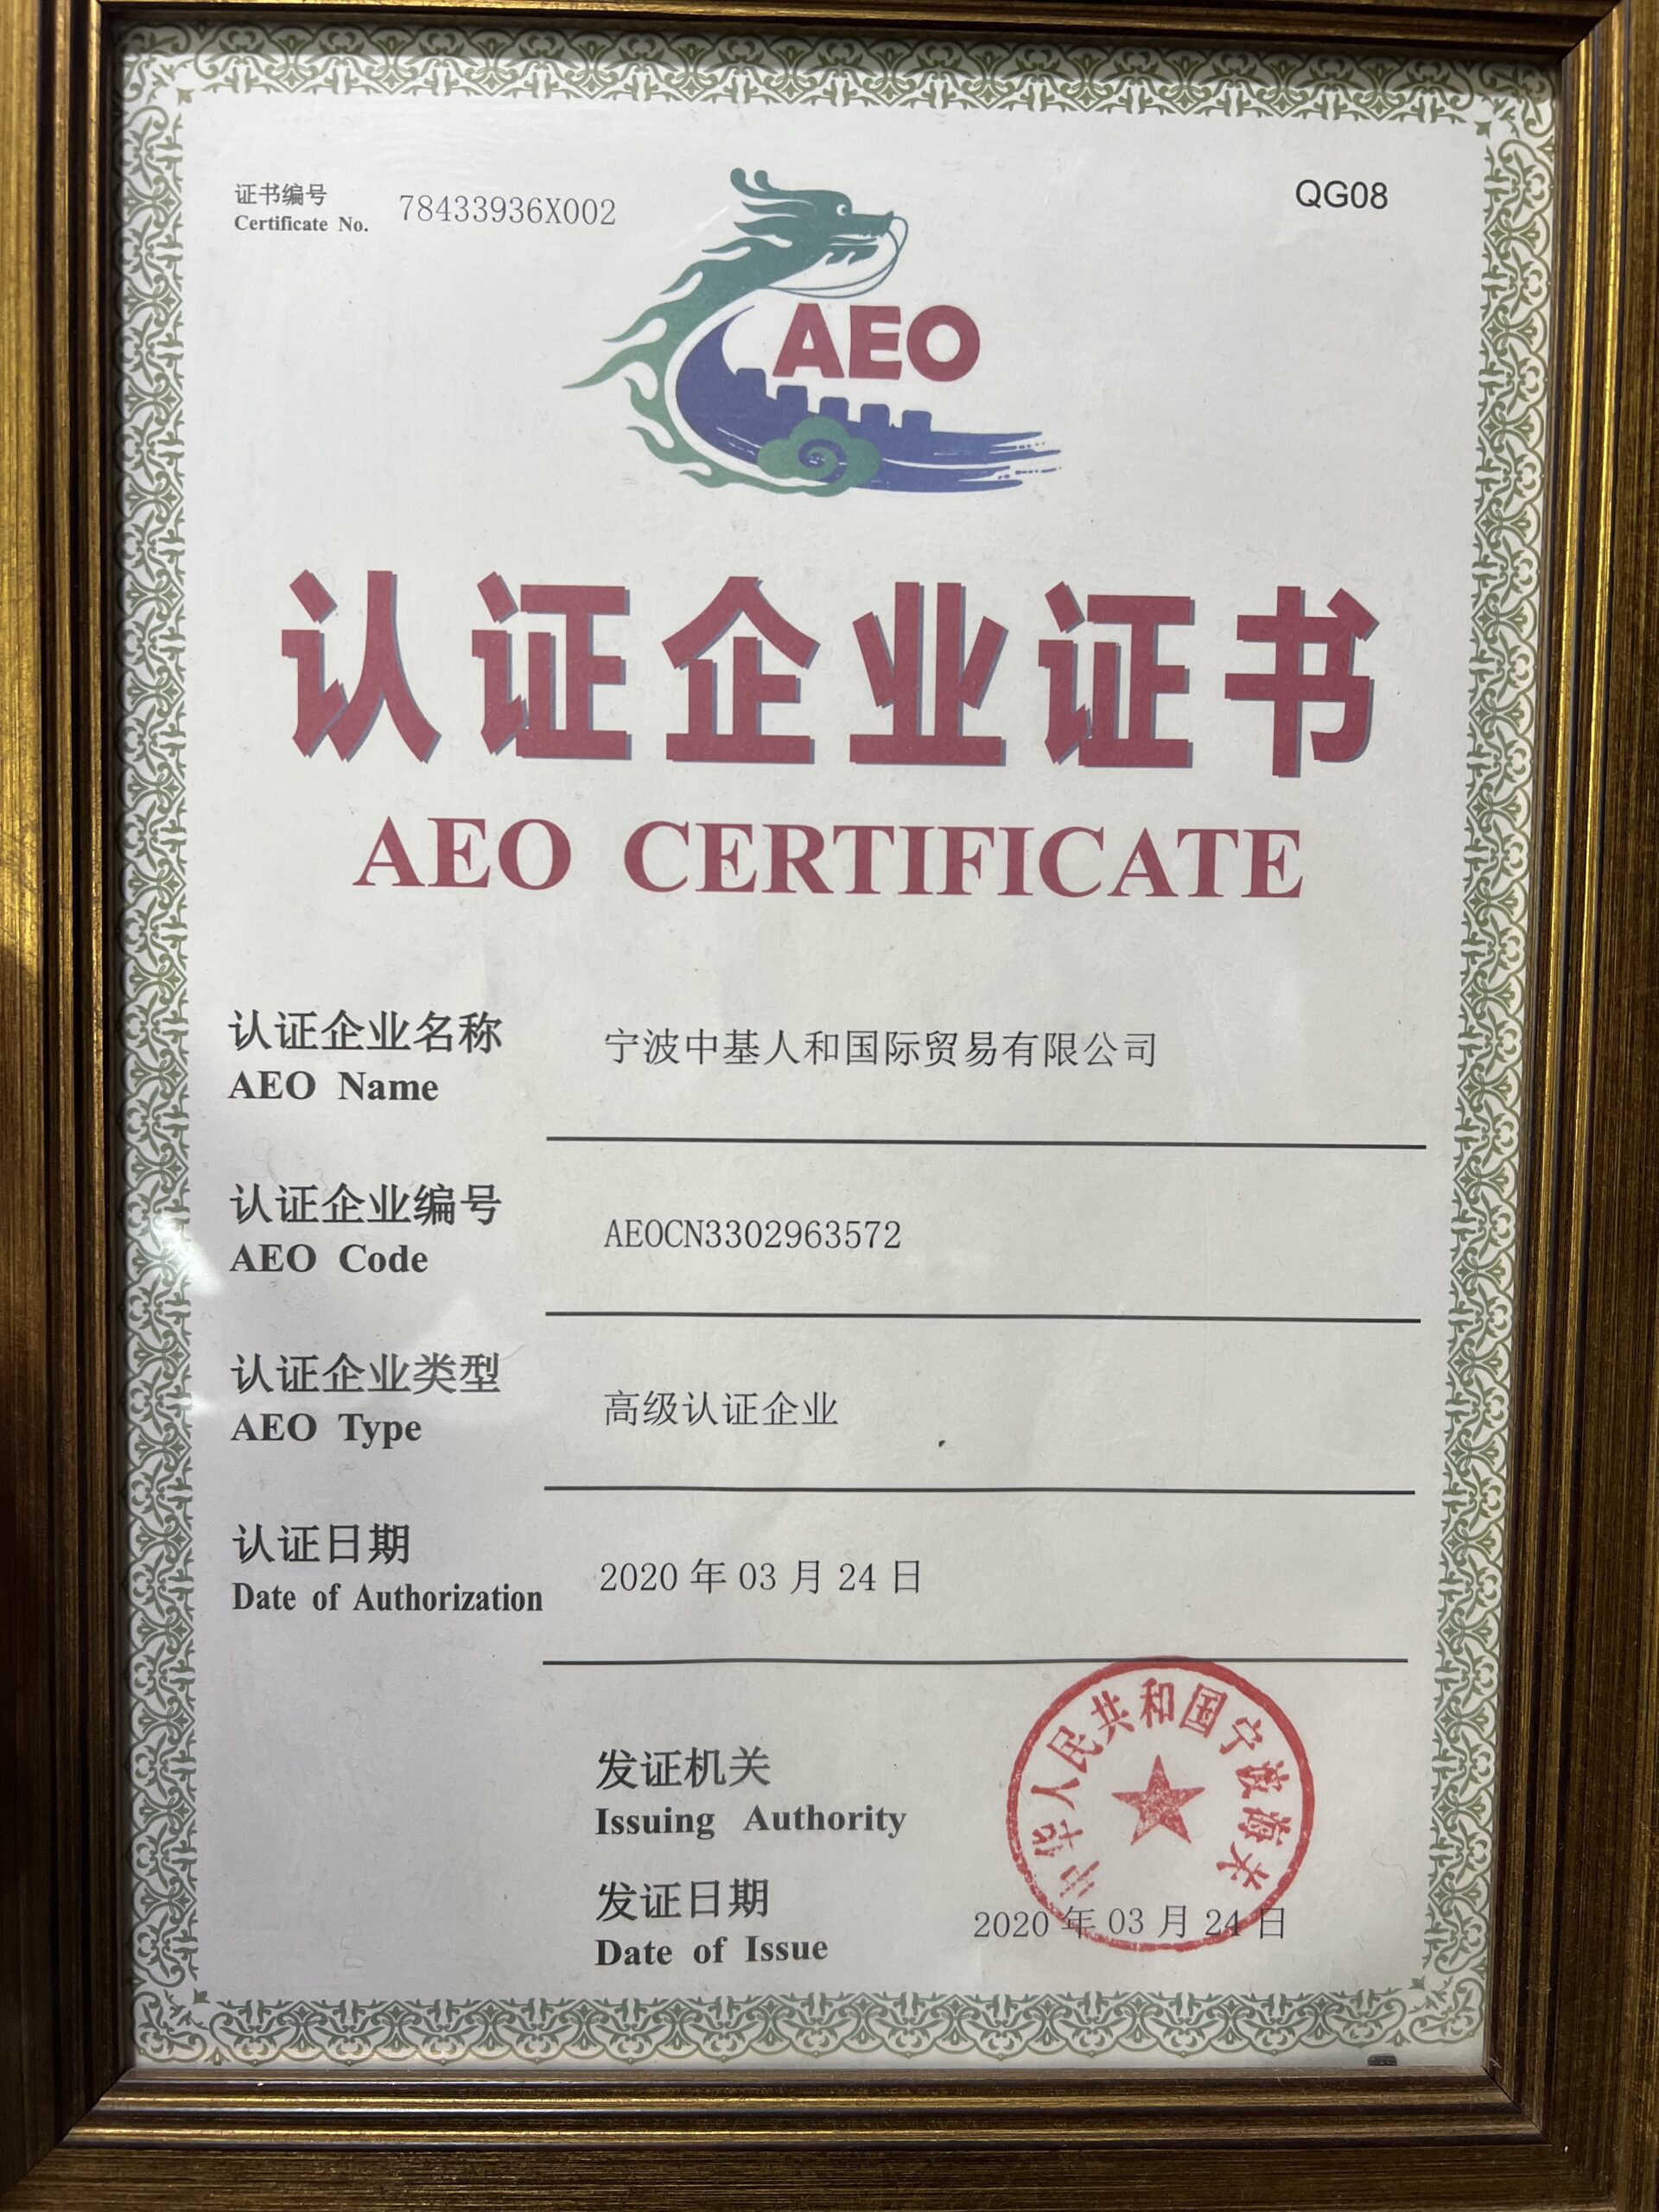 证书编号
Certificate No.
78433936X002
QG08
AEO
认证企业证书
AEO CERTIFICATE
认证企业名称
AEO Name
宁波中基人和国际贸易有限公司
认证企业编号
AEO Code
AEOCN3302963572
认证企业类型
AEO Type
高级认证企业
认证日期
Date of Authorization
2020 年 03 月 24 日
发证机关
Issuing Authority
中华人民共和国宁波海关
发证日期
Date of Issue
2020 年 03 月 24 日